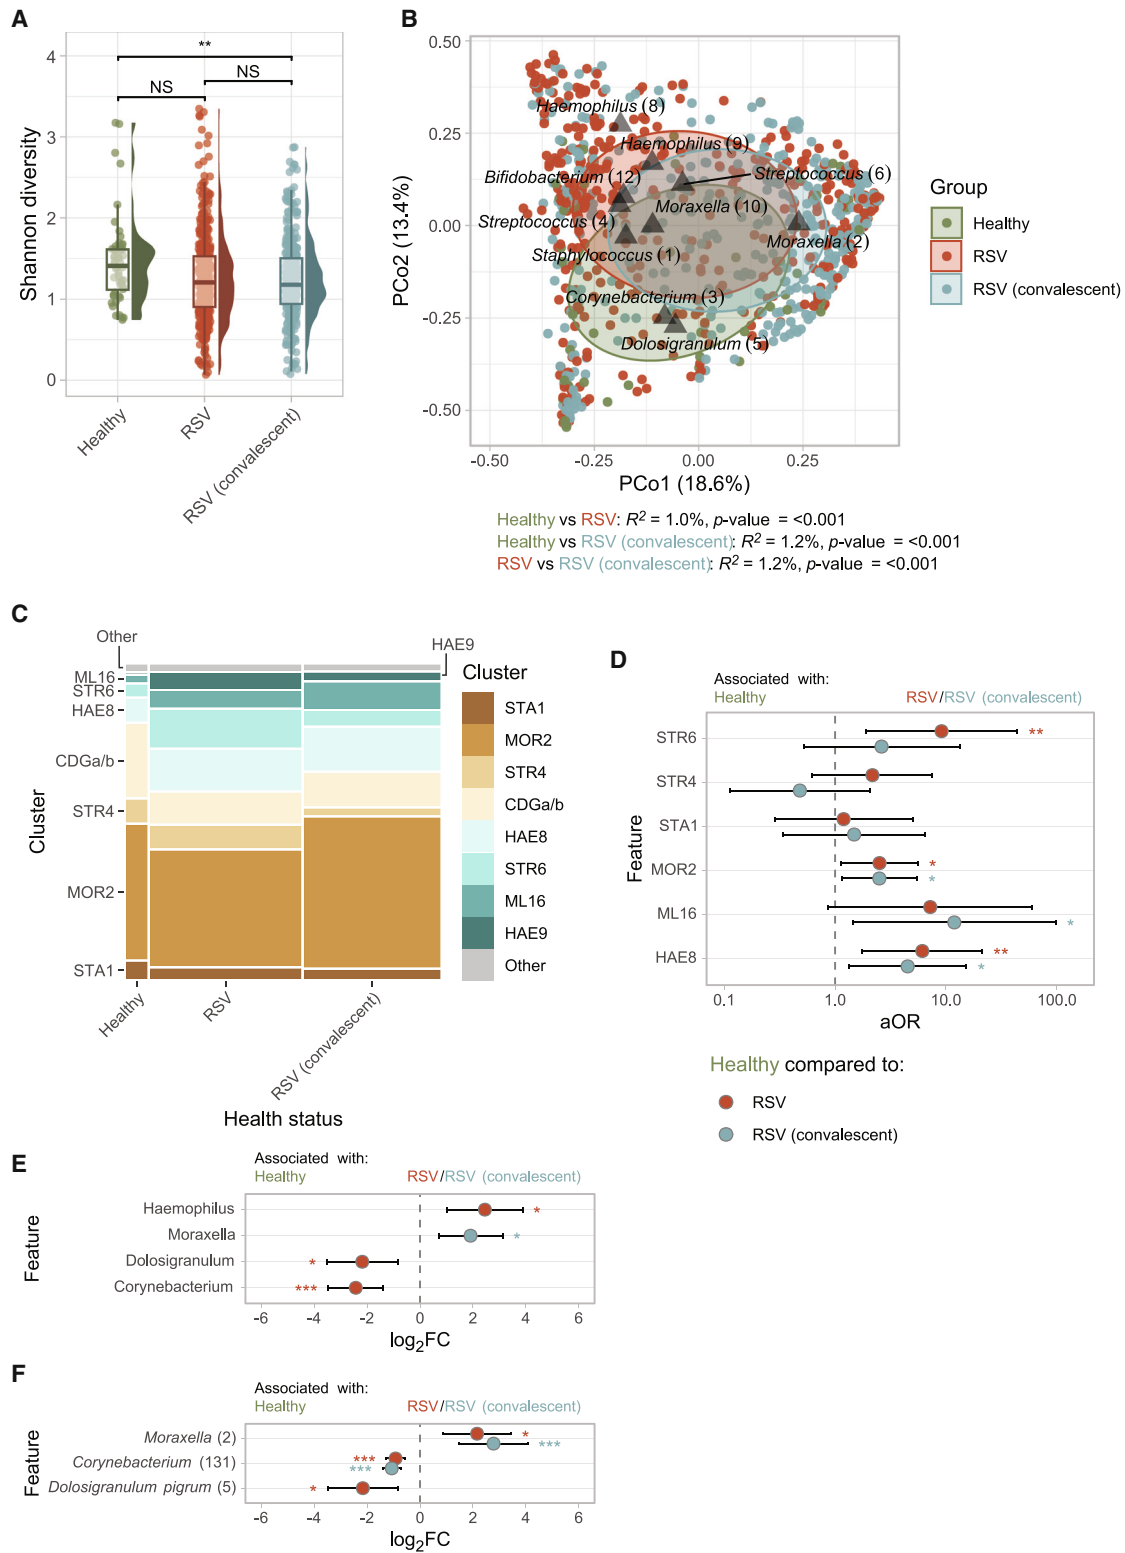 A
Shannon diversity
4
3
2
1
0
**
NS
NS
Healthy
RSV
RSV (convalescent)
B
PCo2 (13.4%)
0.50
0.25
0.00
-0.25
-0.50
Haemophilus (8)
Haemophilus (9)
Bifidobacterium (12)
Streptococcus (6)
Moraxella (10)
Streptococcus (4)
Moraxella (2)
Staphylococcus (1)
Corynebacterium (3)
Dolosigranulum (5)
-0.50
-0.25
0.00
0.25
PCo1 (18.6%)
Group
Healthy
RSV
RSV (convalescent)
Healthy vs RSV: R² = 1.0%, p-value = <0.001
Healthy vs RSV (convalescent): R² = 1.2%, p-value = <0.001
RSV vs RSV (convalescent): R² = 1.2%, p-value = <0.001
C
Other
HAE9
ML16
STR6
HAE8
CDGa/b
STR4
MOR2
STA1
Cluster
Healthy
RSV
RSV (convalescent)
Health status
Cluster
STA1
MOR2
STR4
CDGa/b
HAE8
STR6
ML16
HAE9
Other
D
Associated with:
Healthy
RSV/RSV (convalescent)
Feature
STR6
**
STR4
STA1
MOR2
*
*
ML16
*
HAE8
**
*
0.1
1.0
10.0
100.0
aOR
Healthy compared to:
RSV
RSV (convalescent)
E
Associated with:
Healthy
RSV/RSV (convalescent)
Feature
Haemophilus
*
Moraxella
*
Dolosigranulum
*
Corynebacterium
***
-6
-4
-2
0
2
4
6
log₂FC
F
Associated with:
Healthy
RSV/RSV (convalescent)
Feature
Moraxella (2)
*
***
Corynebacterium (131)
***
***
Dolosigranulum pigrum (5)
*
-6
-4
-2
0
2
4
6
log₂FC